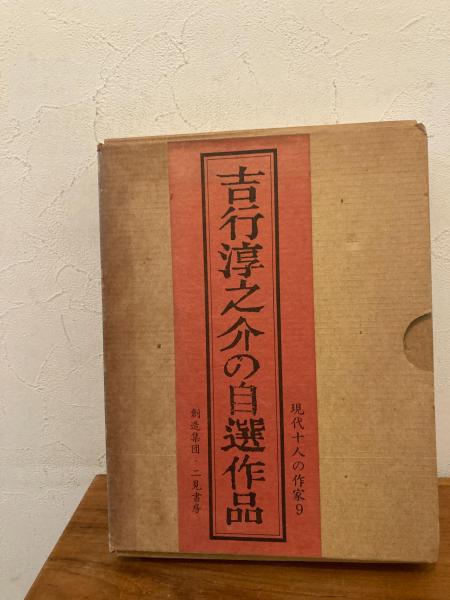 現代十人の作家9
吉行淳之介の自選作品
創造集団・二見書房